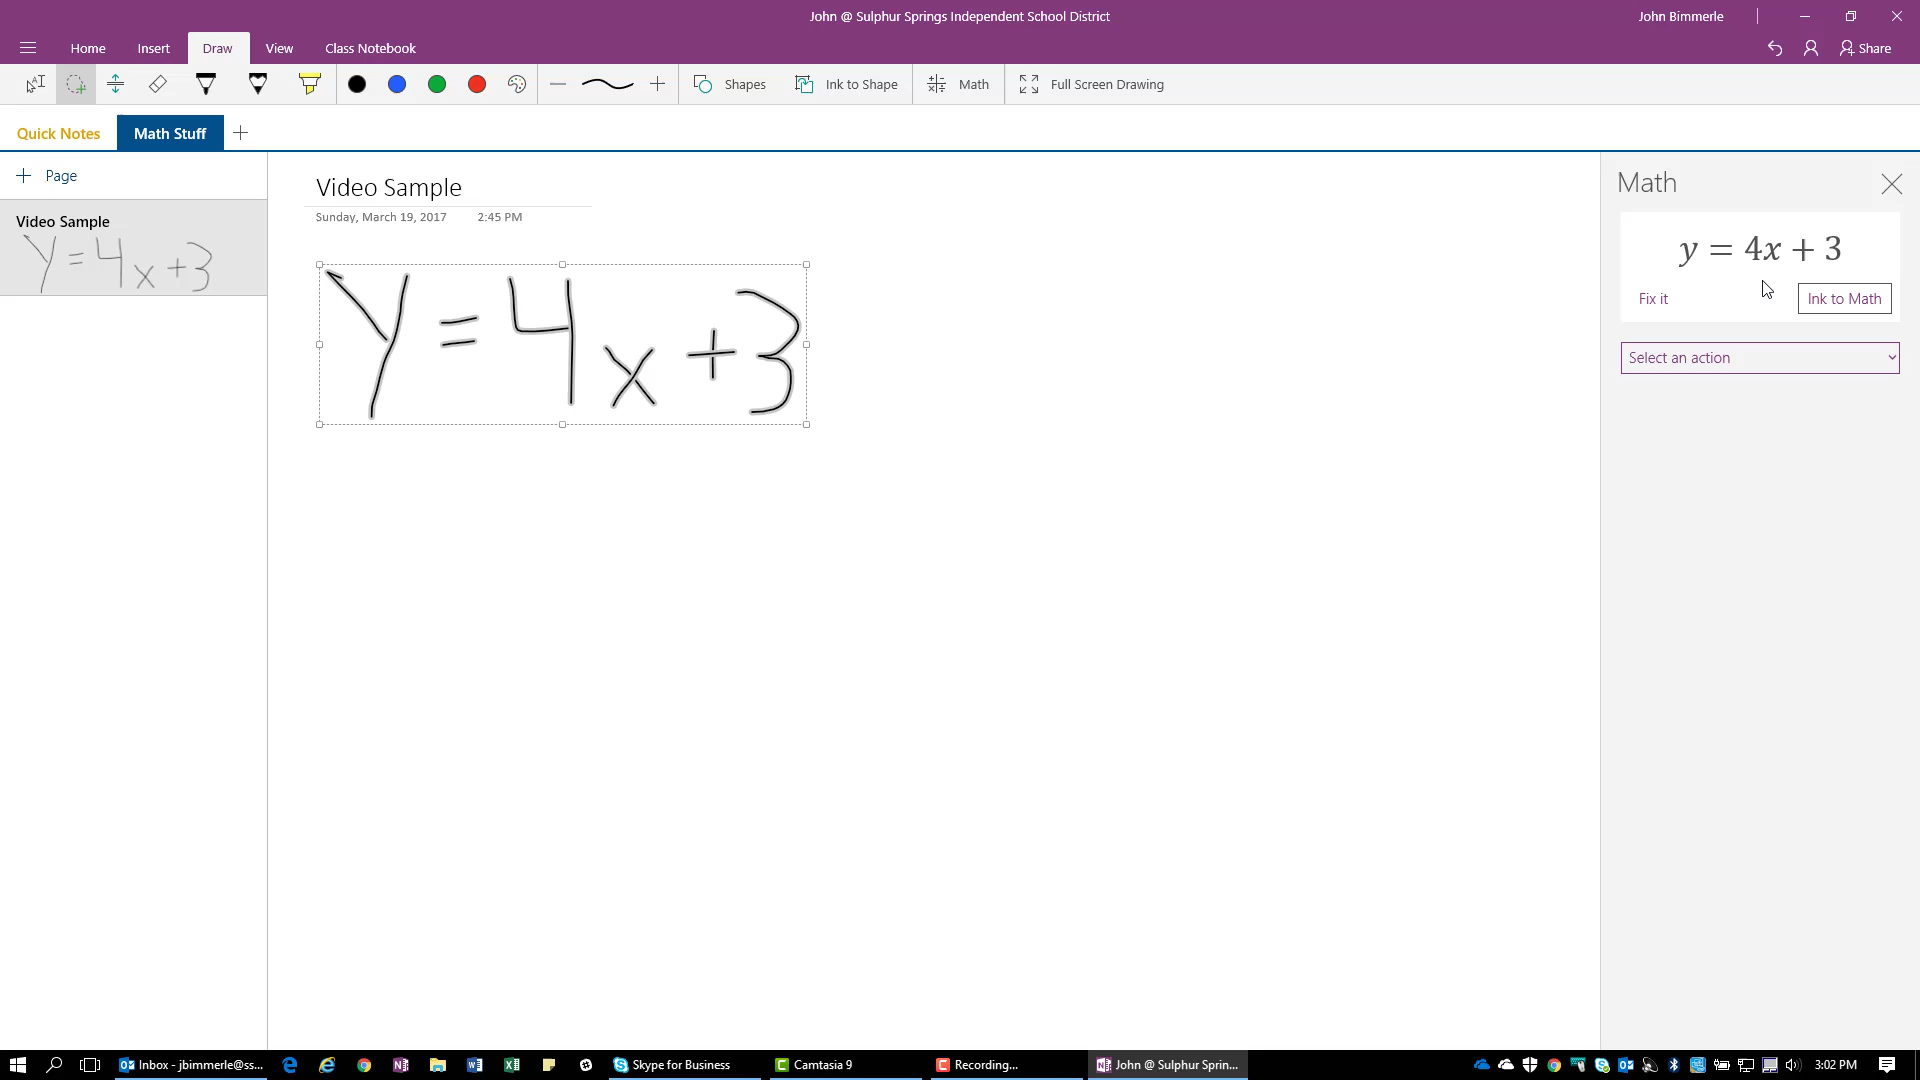 John @ Sulphur Springs Independent School District
John Bimmerle
Home Insert Draw View Class Notebook
Share
Shapes Ink to Shape Math Full Screen Drawing
Quick Notes Math Stuff
Page
Video Sample
Y=4x+3
Video Sample
Sunday, March 19, 2017 2:45 PM
Y=4x+3
Math
y = 4x + 3
Fix it Ink to Math
Select an action
Inbox - jbimmerle@ss... Skype for Business Camtasia 9 Recording... John @ Sulphur Sprin... 3:02 PM